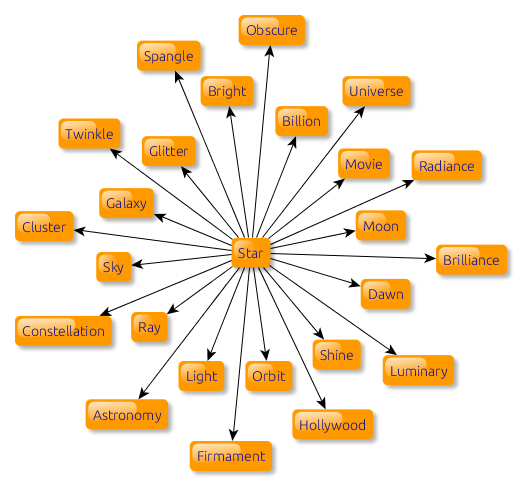 Obscure
Spangle
Bright
Universe
Billion
Twinkle
Glitter
Movie
Radiance
Galaxy
Cluster
Moon
Star
Sky
Brilliance
Dawn
Constellation
Ray
Shine
Luminary
Light
Orbit
Astronomy
Hollywood
Firmament